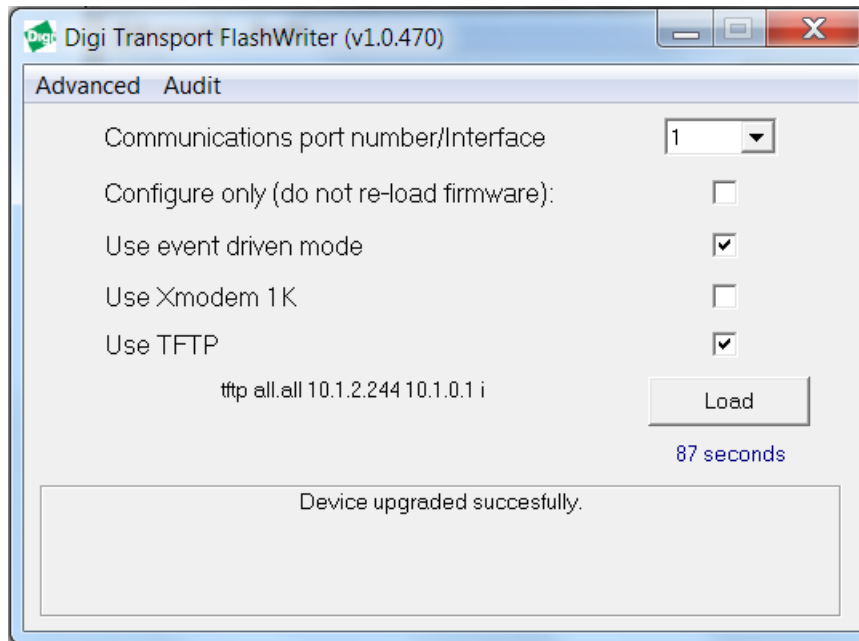 Digi Digi Transport FlashWriter (v1.0.470)
Advanced Audit
Communications port number/Interface 1
Configure only (do not re-load firmware):
Use event driven mode
Use Xmodem 1K
Use TFTP
tftp all.all 10.1.2.244 10.1.0.1 i
Load
87 seconds
Device upgraded succesfully.